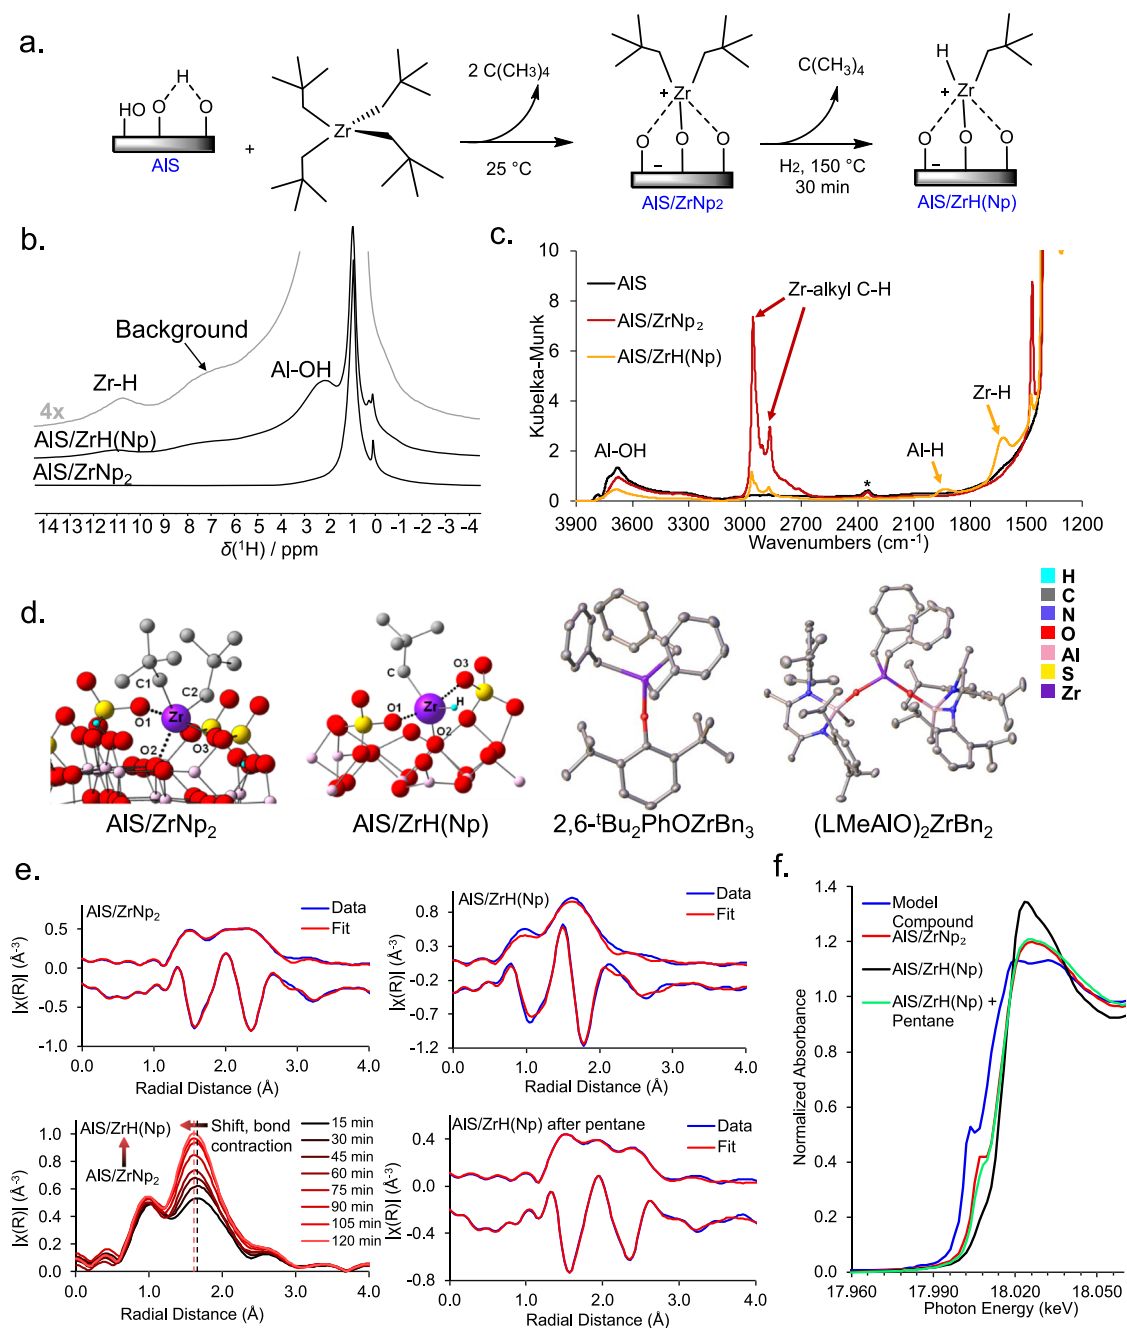 a.
H
HO O O
AlS
+
Zr
2 C(CH3)4
25 °C
+
Zr
O O O
−
AlS/ZrNp2
C(CH3)4
H2, 150 °C
30 min
H
+
Zr
O O O
−
AlS/ZrH(Np)
b.
Background
Zr-H
Al-OH
4x
AlS/ZrH(Np)
AlS/ZrNp2
14 13 12 11 10 9 8 7 6 5 4 3 2 1 0 -1 -2 -3 -4
δ(¹H) / ppm
c.
10
8
6
4
2
0
Kubelka-Munk
AlS
AlS/ZrNp2
AlS/ZrH(Np)
Zr-alkyl C-H
Zr-H
Al-H
Al-OH
*
3900 3600 3300 3000 2700 2400 2100 1800 1500 1200
Wavenumbers (cm⁻¹)
d.
C1 C2
O1 Zr
O2 O3
AlS/ZrNp2
C O3
Zr H
O1
O2
AlS/ZrH(Np)
2,6-ᵗBu2PhOZrBn3
(LMeAlO)2ZrBn2
H
C
N
O
Al
S
Zr
e.
AlS/ZrNp2
Data
Fit
|χ(R)| (Å⁻³)
1.0
0.5
0.0
-0.5
-1.0
0.0 1.0 2.0 3.0 4.0
Radial Distance (Å)
AlS/ZrH(Np)
Data
Fit
|χ(R)| (Å⁻³)
0.8
0.3
-0.2
-0.7
-1.2
0.0 1.0 2.0 3.0 4.0
Radial Distance (Å)
AlS/ZrH(Np)
AlS/ZrNp2
Shift, bond
contraction
15 min
30 min
45 min
60 min
75 min
90 min
105 min
120 min
|χ(R)| (Å⁻³)
1.0
0.8
0.6
0.4
0.2
0.0
0.0 1.0 2.0 3.0 4.0
Radial Distance (Å)
AlS/ZrH(Np) after pentane
Data
Fit
|χ(R)| (Å⁻³)
0.4
0.0
-0.4
-0.8
0.0 1.0 2.0 3.0 4.0
Radial Distance (Å)
f.
Model
Compound
AlS/ZrNp2
AlS/ZrH(Np)
AlS/ZrH(Np) +
Pentane
Normalized Absorbance
1.4
1.2
1.0
0.8
0.6
0.4
0.2
0.0
17.960 17.990 18.020 18.050
Photon Energy (keV)